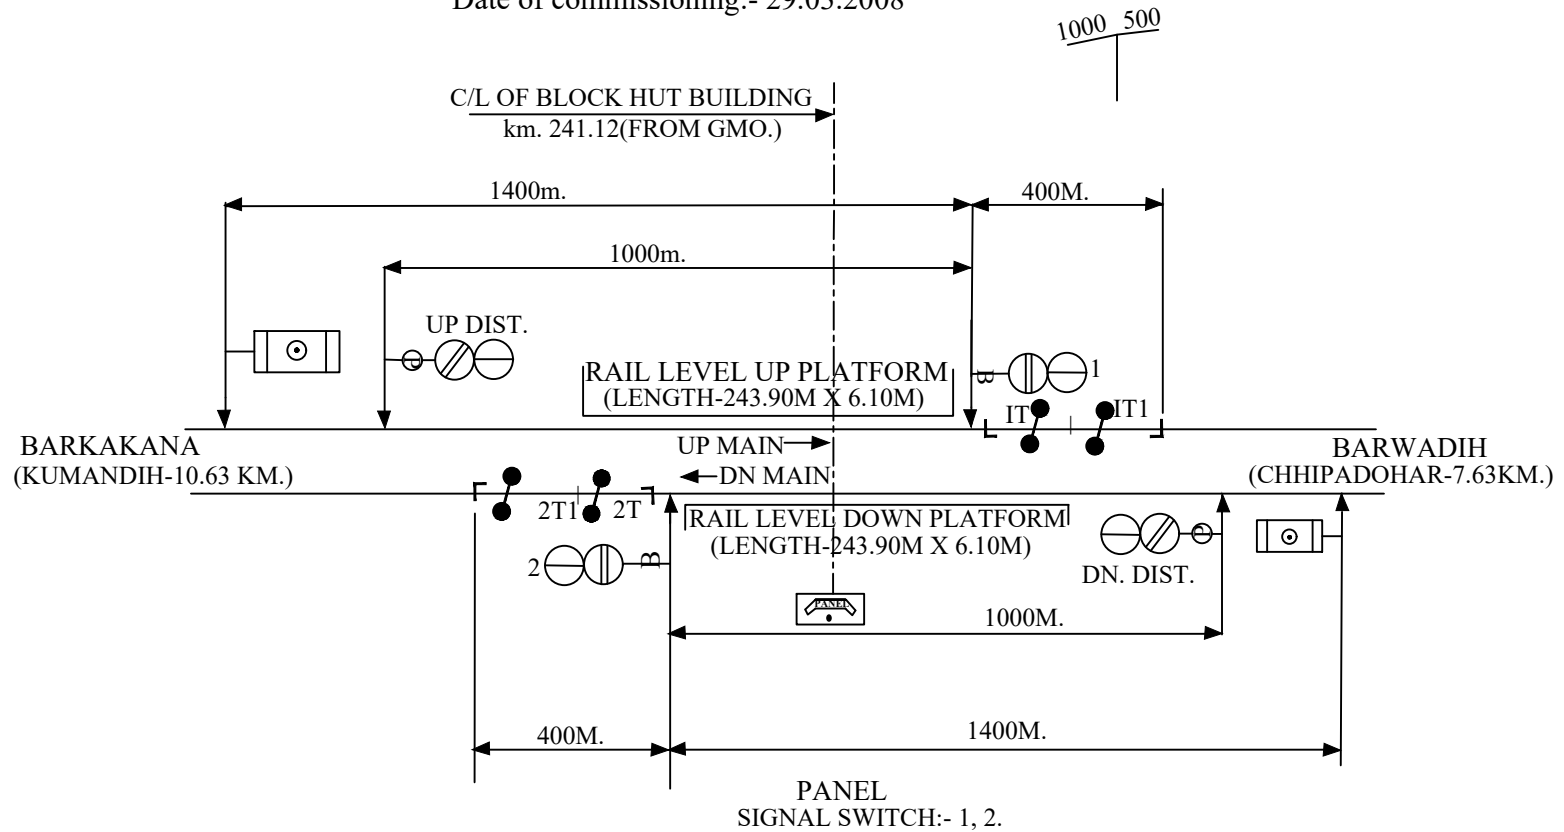 Date of commissioning:- 29.03.2008
1000 500
C/L OF BLOCK HUT BUILDING
km. 241.12(FROM GMO.)
1400m.
400M.
1000m.
UP DIST.
P
RAIL LEVEL UP PLATFORM
(LENGTH-243.90M X 6.10M)
B
1
IT
IT1
BARKAKANA
(KUMANDIH-10.63 KM.)
UP MAIN
DN MAIN
BARWADIH
(CHHIPADOHAR-7.63KM.)
2T1
2T
RAIL LEVEL DOWN PLATFORM
(LENGTH-243.90M X 6.10M)
2
B
P
DN. DIST.
PANEL
1000M.
400M.
1400M.
PANEL
SIGNAL SWITCH:- 1, 2.